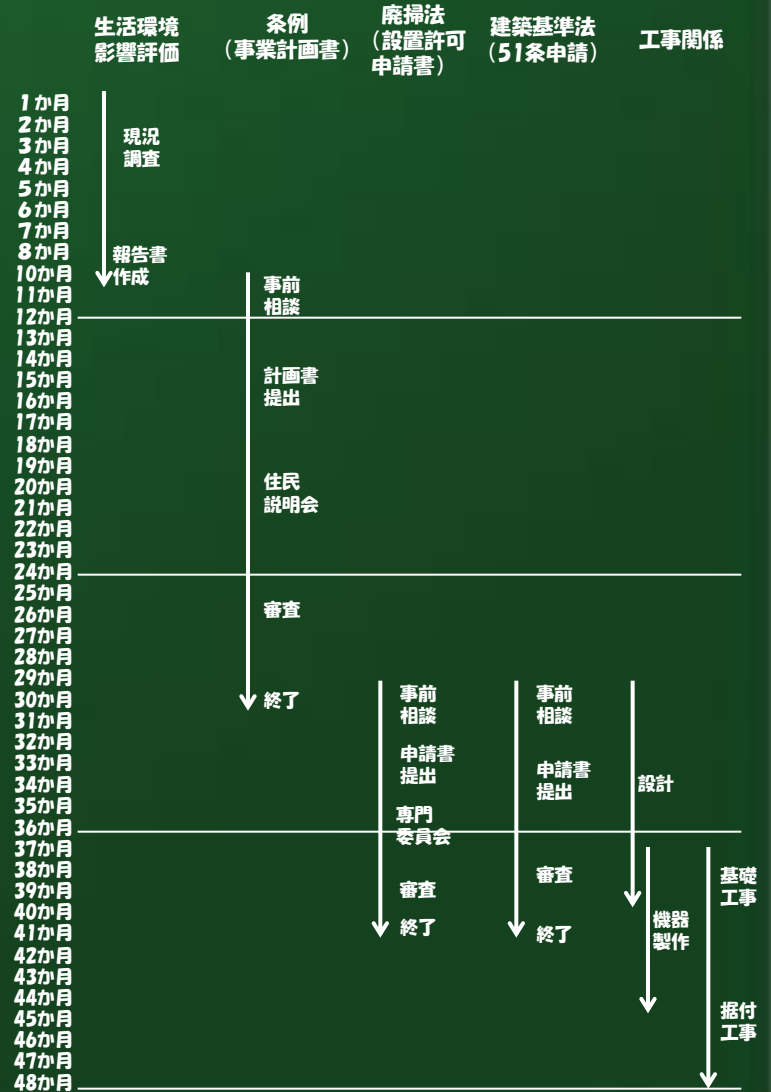 生活環境
影響評価
条例
（事業計画書）
廃掃法
（設置許可
申請書）
建築基準法
（51条申請）
工事関係
1か月
2か月
3か月
4か月
5か月
6か月
7か月
8か月
10か月
11か月
12か月
13か月
14か月
15か月
16か月
17か月
18か月
19か月
20か月
21か月
22か月
23か月
24か月
25か月
26か月
27か月
28か月
29か月
30か月
31か月
32か月
33か月
34か月
35か月
36か月
37か月
38か月
39か月
40か月
41か月
42か月
43か月
44か月
45か月
46か月
47か月
48か月
現況
調査
報告書
作成
事前
相談
計画書
提出
住民
説明会
審査
終了
事前
相談
申請書
提出
専門
委員会
審査
終了
事前
相談
申請書
提出
審査
終了
設計
機器
製作
基礎
工事
据付
工事